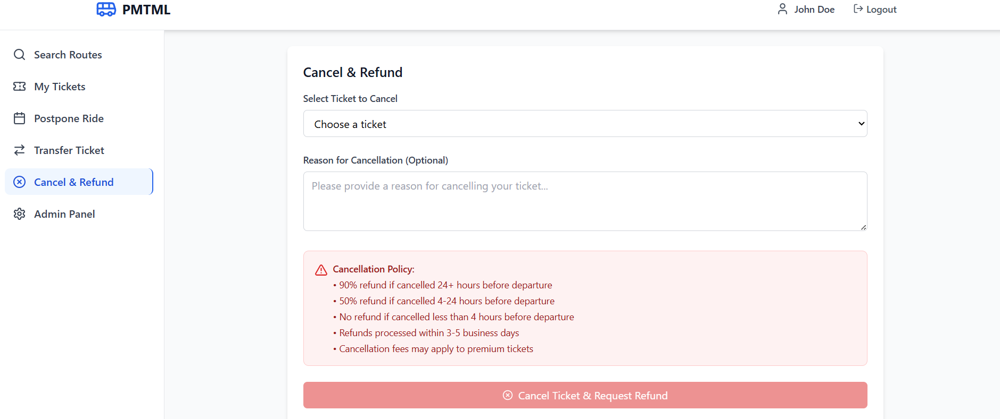 PMTML
John Doe
Logout
Search Routes
My Tickets
Postpone Ride
Transfer Ticket
Cancel & Refund
Admin Panel
Cancel & Refund
Select Ticket to Cancel
Choose a ticket
Reason for Cancellation (Optional)
Please provide a reason for cancelling your ticket...
Cancellation Policy:
• 90% refund if cancelled 24+ hours before departure
• 50% refund if cancelled 4-24 hours before departure
• No refund if cancelled less than 4 hours before departure
• Refunds processed within 3-5 business days
• Cancellation fees may apply to premium tickets
Cancel Ticket & Request Refund